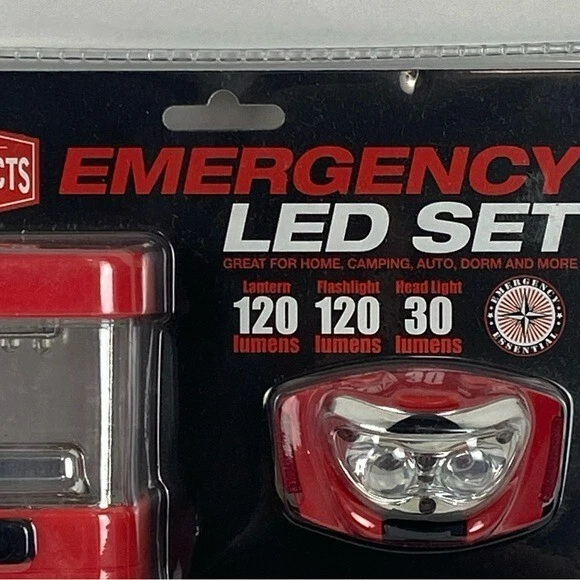 CTS
EMERGENCY
LED SET
GREAT FOR HOME, CAMPING, AUTO, DORM AND MORE
Lantern Flashlight Head Light
120 120 30
lumens lumens lumens
EMERGENCY
ESSENTIAL
30